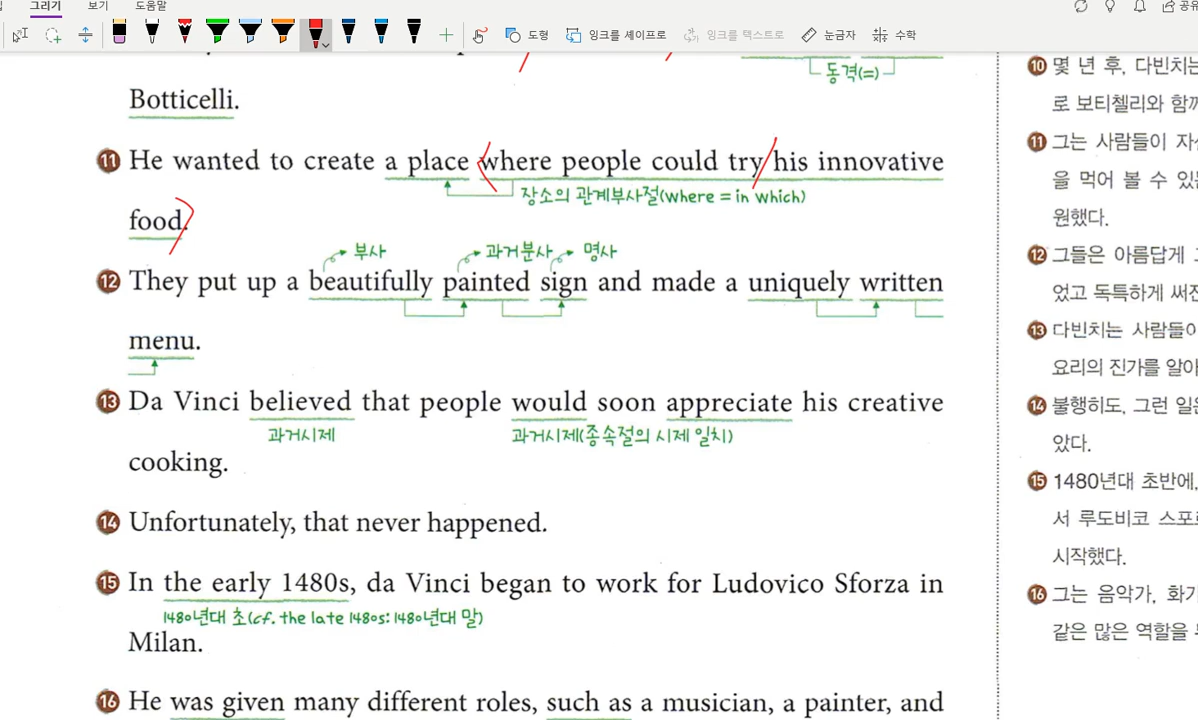 그리기 보기 도움말
도형 잉크를 셰이프로 잉크를 텍스트로 눈금자 수학
동격(=)
Botticelli.
⑪ He wanted to create a place where people could try his innovative
장소의 관계부사절(where = in which)
food.
부사 과거분사 명사
⑫ They put up a beautifully painted sign and made a uniquely written
menu.
⑬ Da Vinci believed that people would soon appreciate his creative
과거시제 과거시제(종속절의 시제 일치)
cooking.
⑭ Unfortunately, that never happened.
⑮ In the early 1480s, da Vinci began to work for Ludovico Sforza in
1480년대 초(cf. the late 1480s: 1480년대 말)
Milan.
⑯ He was given many different roles, such as a musician, a painter, and
⑩ 몇 년 후, 다빈치는
로 보티첼리와 함께
⑪ 그는 사람들이
을 먹어 볼 수 있는
원했다.
⑫ 그들은 아름답게
었고 독특하게
⑬ 다빈치는 사람들이
요리의 진가를
⑭ 불행히도, 그런 일은
았다.
⑮ 1480년대 초반에,
서 루도비코
시작했다.
⑯ 그는 음악가,
같은 많은 역할을